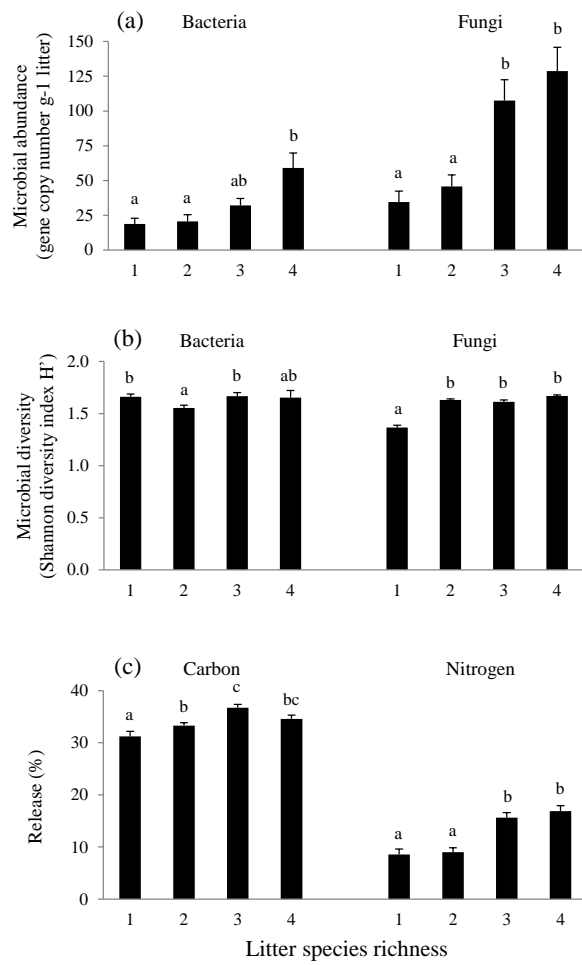 (a)
Bacteria
Fungi
Microbial abundance
(gene copy number g-1 litter)
150
125
100
75
50
25
0
a a ab b a a b b
1 2 3 4 1 2 3 4
(b)
Bacteria
Fungi
Microbial diversity
(Shannon diversity index H’)
2.0
1.5
1.0
0.5
0.0
b a b ab a b b b
1 2 3 4 1 2 3 4
(c)
Carbon
Nitrogen
Release (%)
40
30
20
10
0
a b c bc a a b b
1 2 3 4 1 2 3 4
Litter species richness